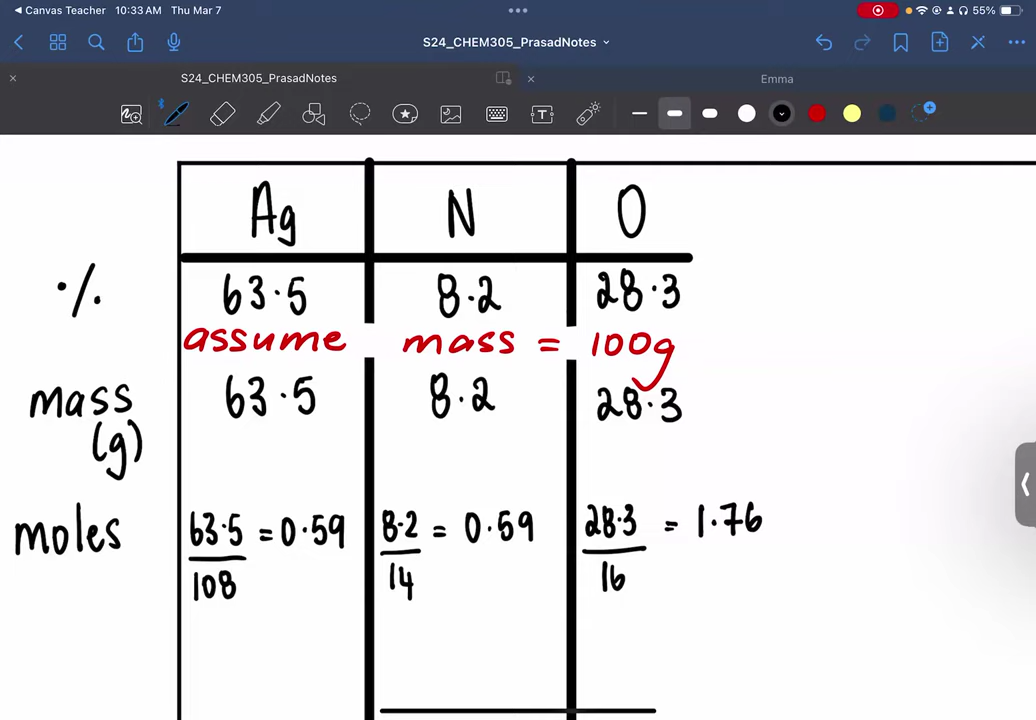 Canvas Teacher 10:33 AM Thu Mar 7 55%
S24_CHEM305_PrasadNotes
S24_CHEM305_PrasadNotes Emma
Ag N O
% 63.5 8.2 28.3
assume mass = 100g
mass 63.5 8.2 28.3
(g)
moles 63.5 = 0.59 8.2 = 0.59 28.3 = 1.76
108 14 16